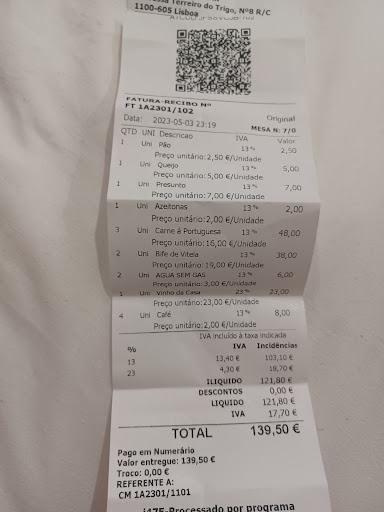 Terreiro do Trigo, Nº8 R/C
1100-605 Lisboa
FATURA-RECIBO Nº
FT 1A2301/102
Original
Data: 2023-05-03 23:19
MESA N: 7/0
QTD UNI Descricao IVA Valor
1 Uni Pão 13% 2,50
Preço unitário:2,50 €/Unidade
1 Uni Queijo 13% 5,00
Preço unitário:5,00 €/Unidade
1 Uni Presunto 13% 7,00
Preço unitário:7,00 €/Unidade
1 Uni Azeitonas 13% 2,00
Preço unitário:2,00 €/Unidade
3 Uni Carne á Portuguesa 13% 48,00
Preço unitário:16,00 €/Unidade
2 Uni Bife de Vitela 13% 38,00
Preço unitário:19,00 €/Unidade
2 Uni AGUA SEM GAS 13% 6,00
Preço unitário:3,00 €/Unidade
1 Uni Vinho da Casa 23% 23,00
Preço unitário:23,00 €/Unidade
4 Uni Café 13% 8,00
Preço unitário:2,00 €/Unidade
IVA incluído à taxa indicada
% IVA Incidências
13 13,40 € 103,10 €
23 4,30 € 18,70 €
ILIQUIDO 121,80 €
DESCONTOS 0,00 €
LIQUIDO 121,80 €
IVA 17,70 €
TOTAL 139,50 €
Pago em Numerário
Valor entregue: 139,50 €
Troco: 0,00 €
REFERENTE A:
CM 1A2301/1101
Processado por programa